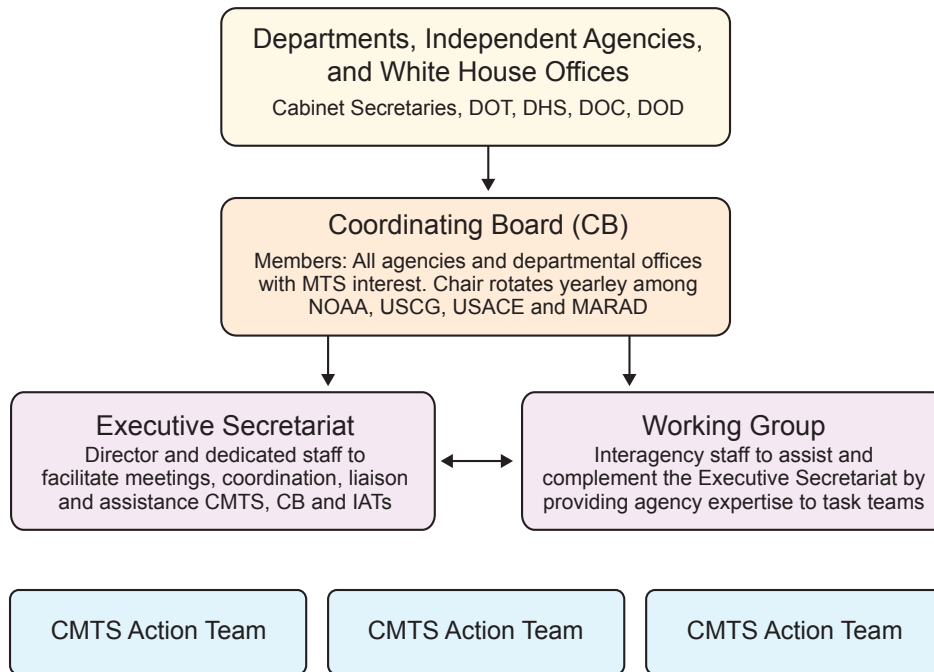 Departments, Independent Agencies,
and White House Offices
Cabinet Secretaries, DOT, DHS, DOC, DOD
Coordinating Board (CB)
Members: All agencies and departmental offices
with MTS interest. Chair rotates yearley among
NOAA, USCG, USACE and MARAD
Executive Secretariat
Director and dedicated staff to
facilitate meetings, coordination, liaison
and assistance CMTS, CB and IATs
Working Group
Interagency staff to assist and
complement the Executive Secretariat by
providing agency expertise to task teams
CMTS Action Team
CMTS Action Team
CMTS Action Team